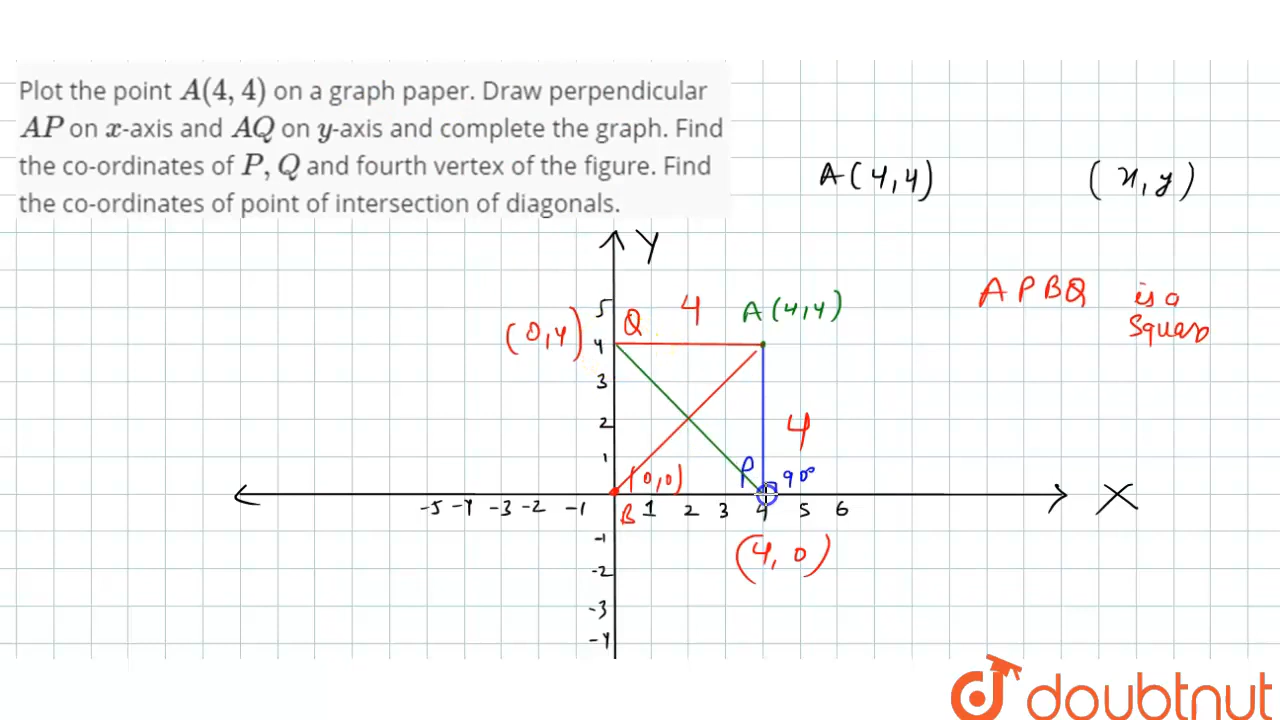 Plot the point A(4, 4) on a graph paper. Draw perpendicular
AP on x-axis and AQ on y-axis and complete the graph. Find
the co-ordinates of P, Q and fourth vertex of the figure. Find
the co-ordinates of point of intersection of diagonals.
A(4,4) (x,y)
Y
APBQ is a
Squar
5 Q 4 A(4,4)
(0,4) 4
3
2 4
1 (0,0) P 90°
X
-5 -4 -3 -2 -1 B 1 2 3 4 5 6
-1
(4, 0)
-2
-3
-4
doubtnut